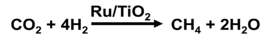 CO₂ + 4H₂ Ru/TiO₂ → CH₄ + 2H₂O